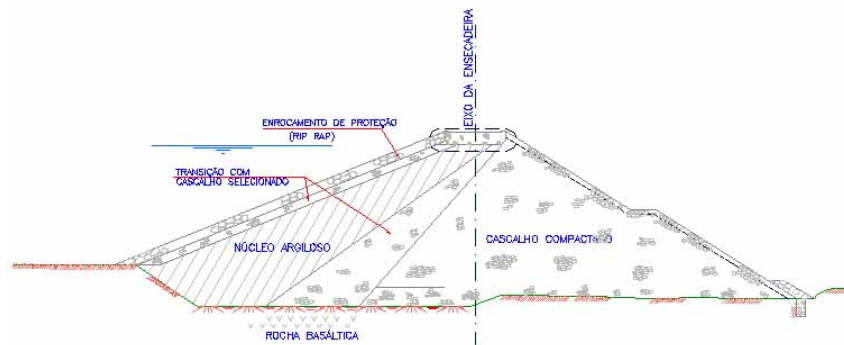 EIXO DA ENSECADEIRA
ENROCAMENTO DE PROTEÇÃO
(RIP RAP)
TRANSIÇÃO COM
CASCALHO SELECIONADO
NÚCLEO ARGILOSO
CASCALHO COMPACTADO
ROCHA BASÁLTICA